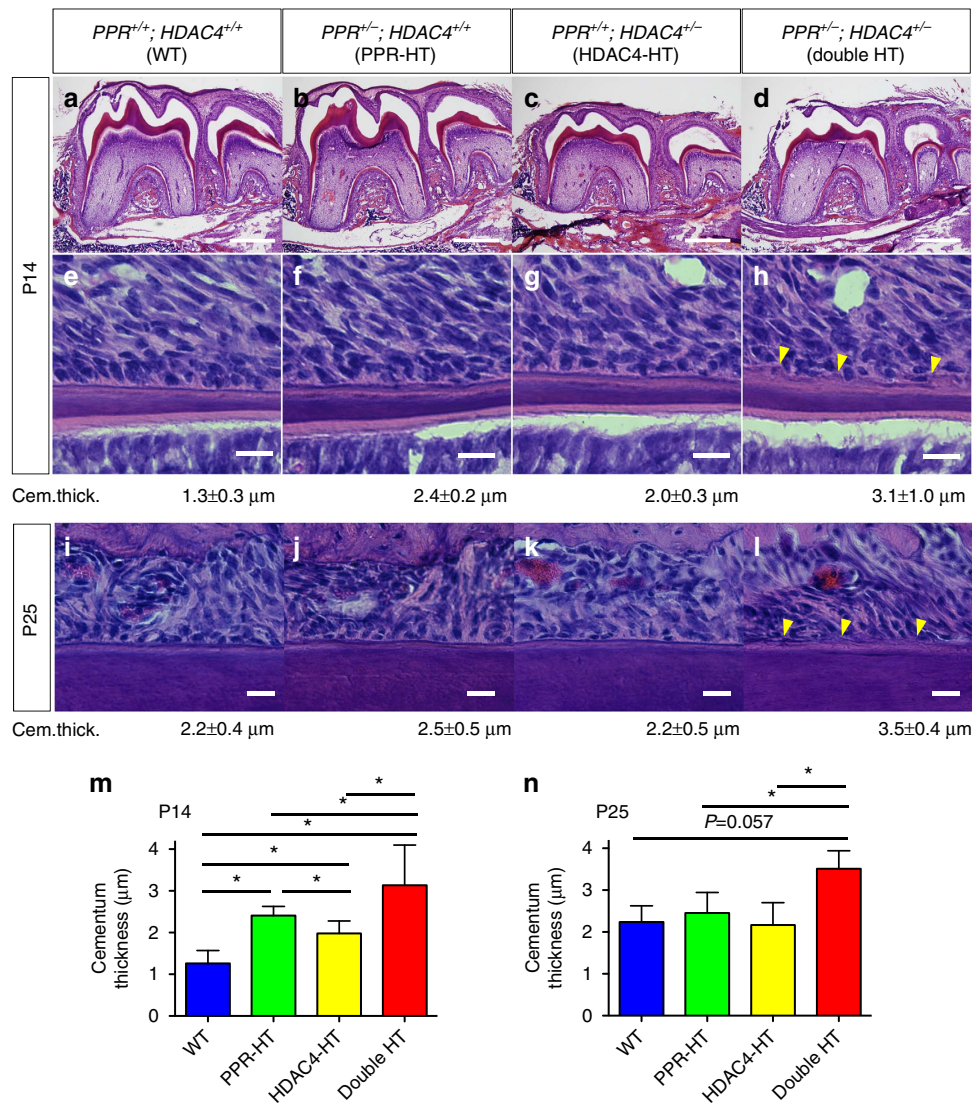 PPR+/+; HDAC4+/+
(WT)
PPR+/−; HDAC4+/+
(PPR-HT)
PPR+/+; HDAC4+/−
(HDAC4-HT)
PPR+/−; HDAC4+/−
(double HT)
P14
a
b
c
d
e
f
g
h
Cem.thick. 1.3±0.3 μm 2.4±0.2 μm 2.0±0.3 μm 3.1±1.0 μm
P25
i
j
k
l
Cem.thick. 2.2±0.4 μm 2.5±0.5 μm 2.2±0.5 μm 3.5±0.4 μm
m
P14
*
*
*
*
* *
Cementum
thickness (μm)
4
3
2
1
0
WT
PPR-HT
HDAC4-HT
Double HT
n
P25
*
*
P=0.057
Cementum
thickness (μm)
4
3
2
1
0
WT
PPR-HT
HDAC4-HT
Double HT